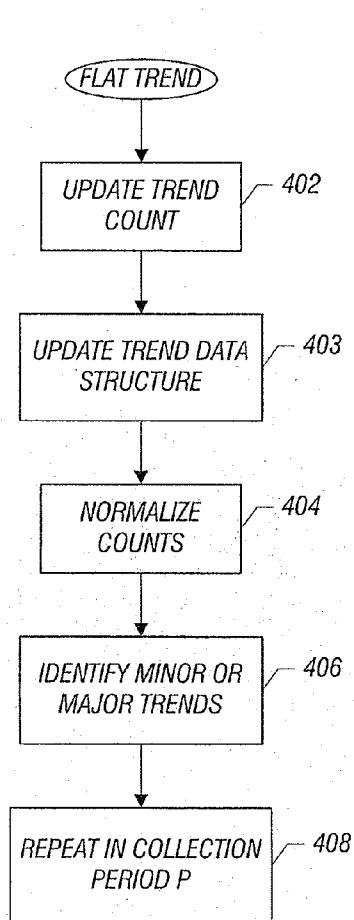 FLAT TREND
UPDATE TREND
COUNT
402
UPDATE TREND DATA
STRUCTURE
403
NORMALIZE
COUNTS
404
IDENTIFY MINOR OR
MAJOR TRENDS
406
REPEAT IN COLLECTION
PERIOD P
408